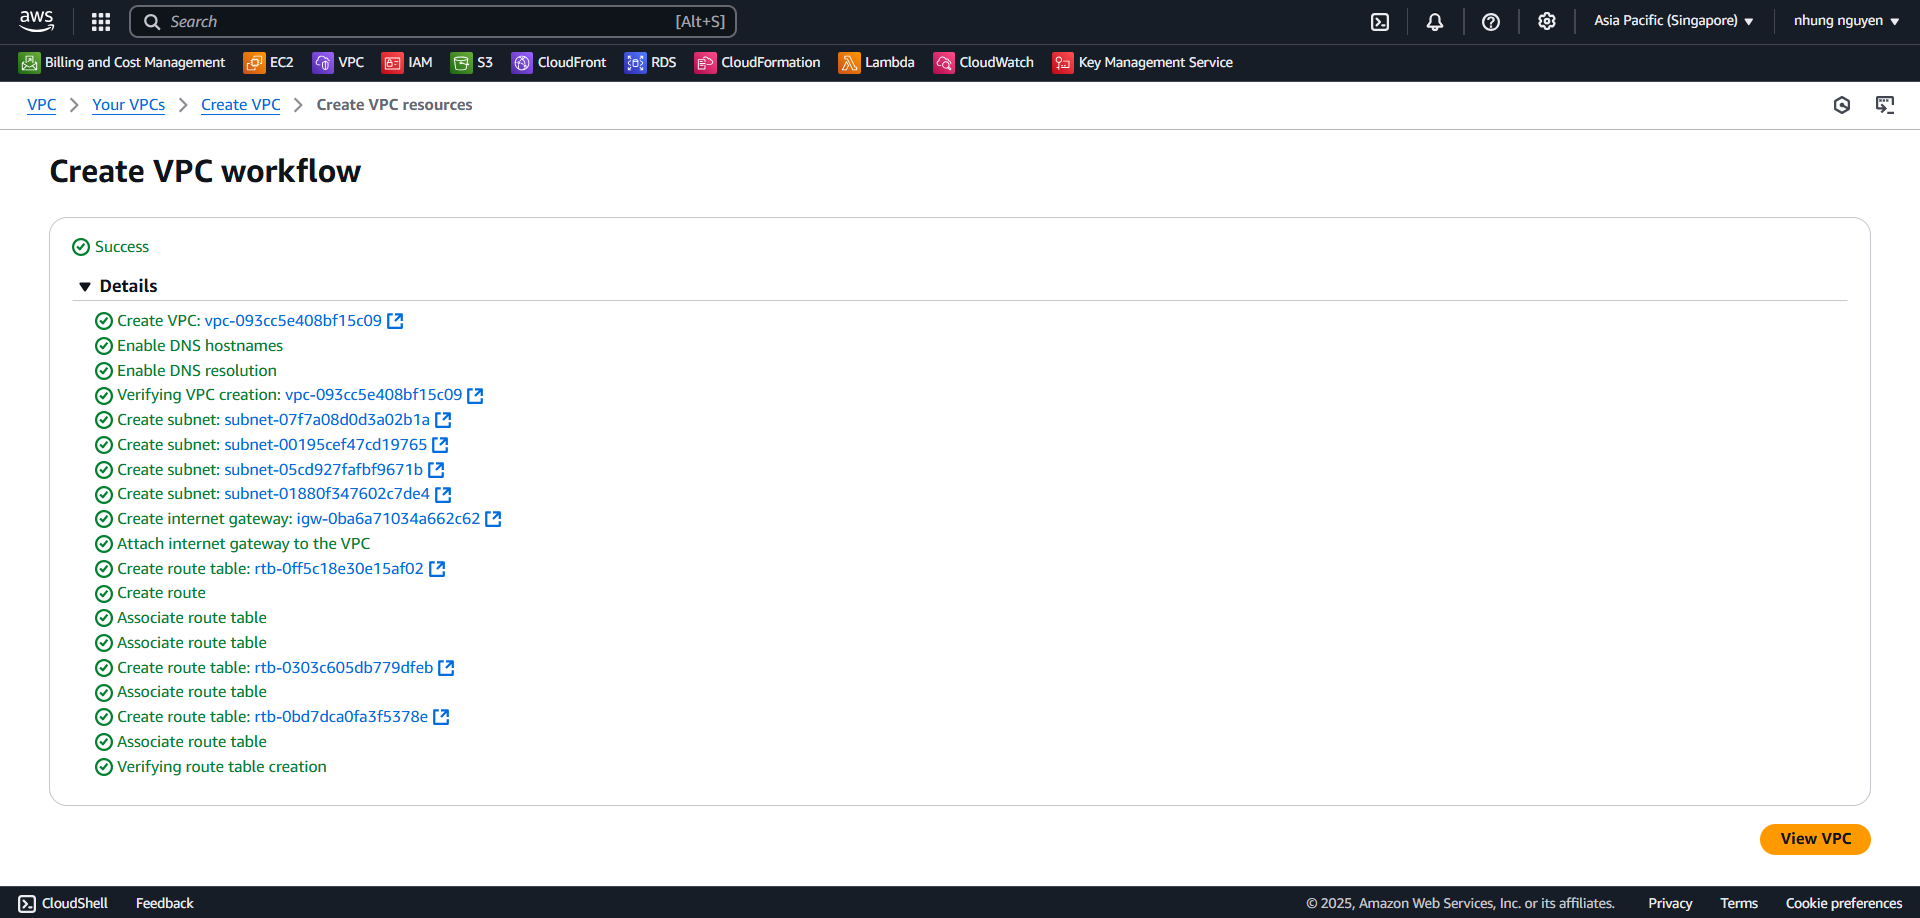 aws
Search [Alt+S]
Asia Pacific (Singapore)
nhung nguyen
Billing and Cost Management EC2 VPC IAM S3 CloudFront RDS CloudFormation Lambda CloudWatch Key Management Service
VPC Your VPCs Create VPC Create VPC resources
Create VPC workflow
Success
Details
Create VPC: vpc-093cc5e408bf15c09
Enable DNS hostnames
Enable DNS resolution
Verifying VPC creation: vpc-093cc5e408bf15c09
Create subnet: subnet-07f7a08d0d3a02b1a
Create subnet: subnet-00195cef47cd19765
Create subnet: subnet-05cd927fafbf9671b
Create subnet: subnet-01880f347602c7de4
Create internet gateway: igw-0ba6a71034a662c62
Attach internet gateway to the VPC
Create route table: rtb-0ff5c18e30e15af02
Create route
Associate route table
Associate route table
Create route table: rtb-0303c605db779dfeb
Associate route table
Create route table: rtb-0bd7dca0fa3f5378e
Associate route table
Verifying route table creation
View VPC
CloudShell Feedback © 2025, Amazon Web Services, Inc. or its affiliates. Privacy Terms Cookie preferences